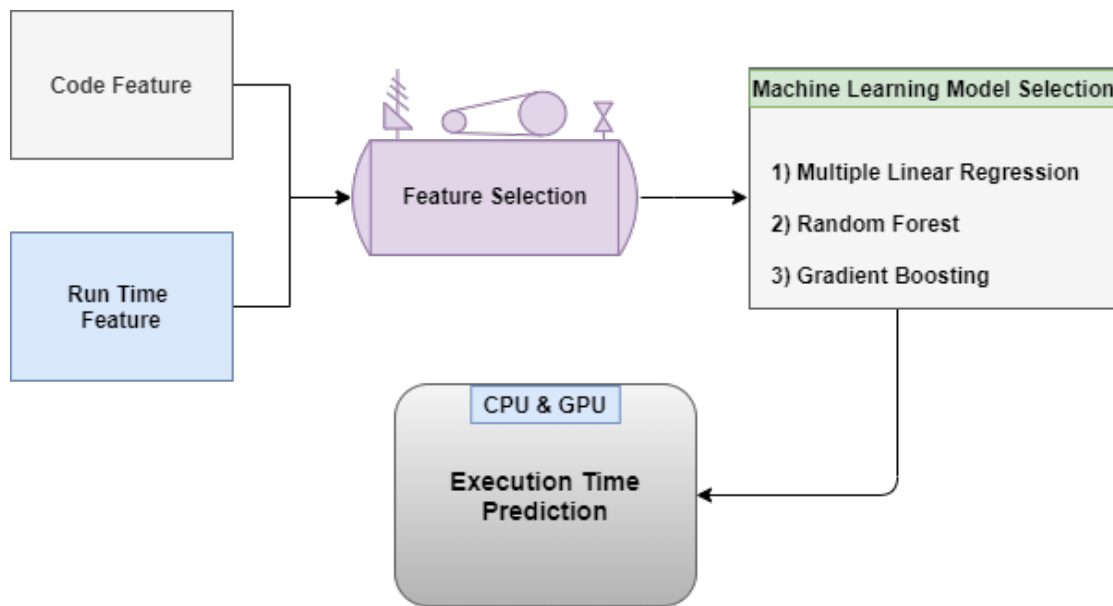 Code Feature
Run Time
Feature
Feature Selection
Machine Learning Model Selection
1) Multiple Linear Regression
2) Random Forest
3) Gradient Boosting
CPU & GPU
Execution Time
Prediction